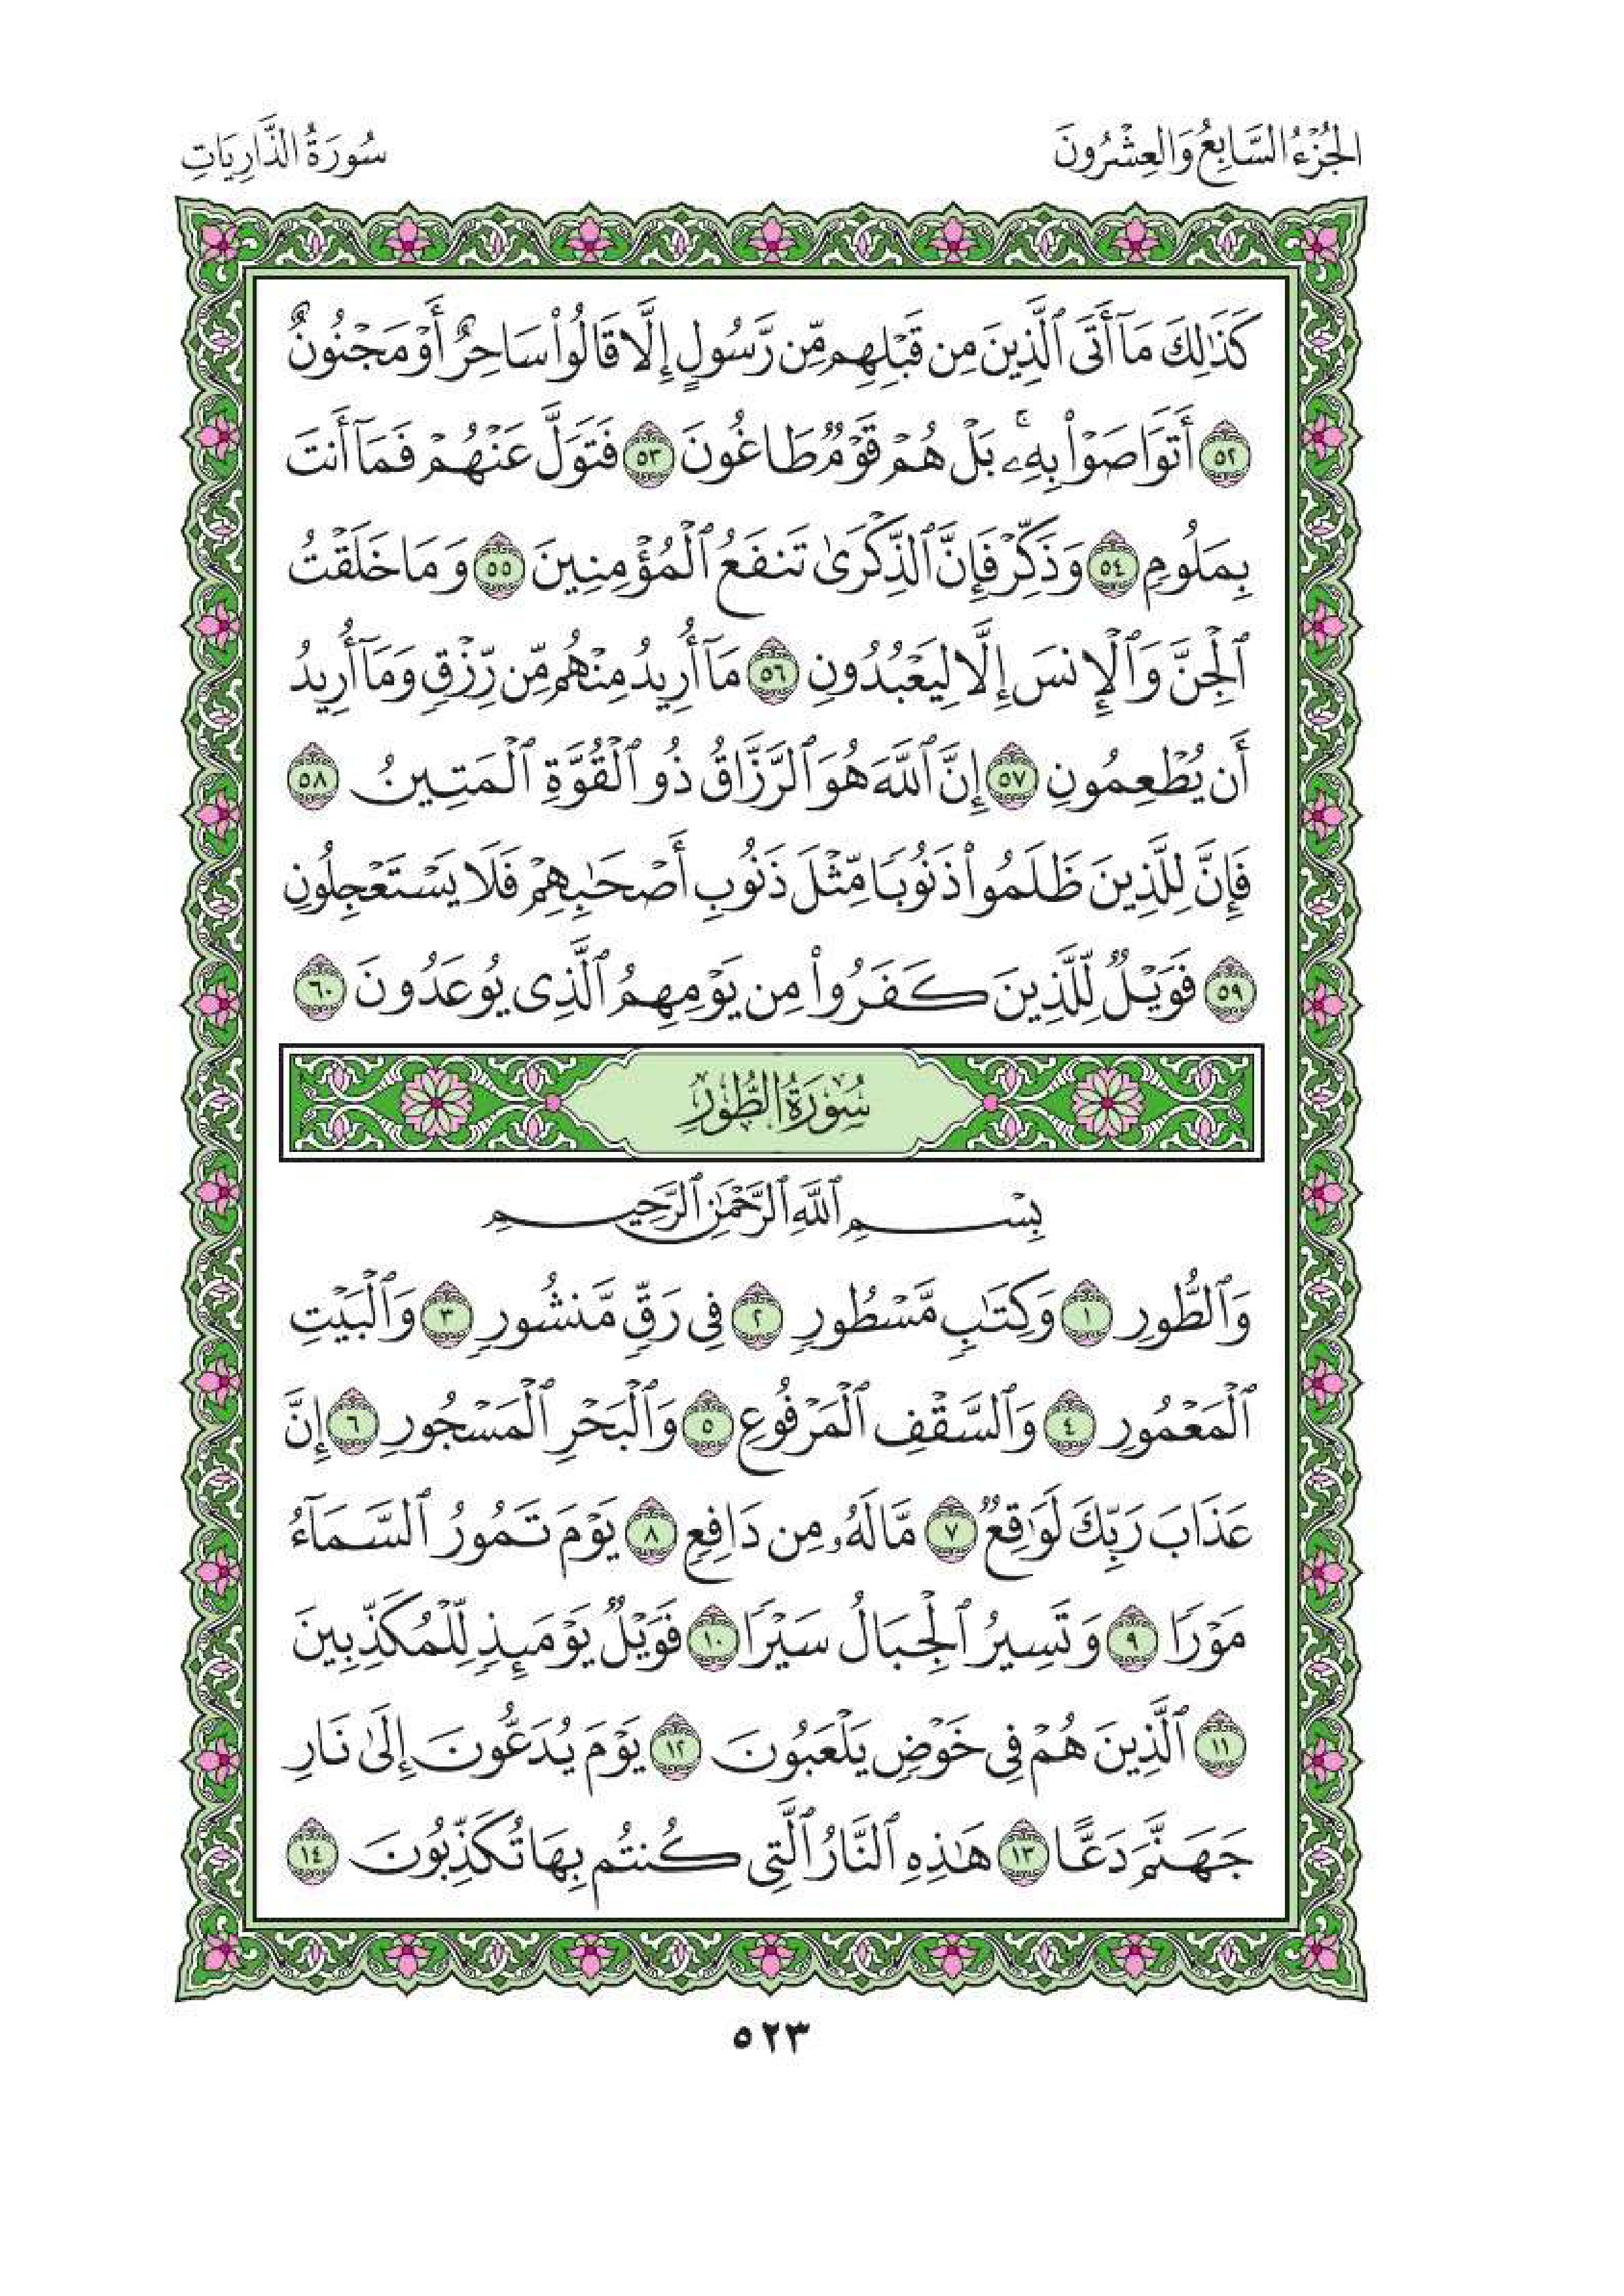 الجُزْءُ السَّابِعُ وَالعِشْرُونَ
سُورَةُ الذَّارِيَاتِ
كَذَٰلِكَ مَآ أَتَى ٱلَّذِينَ مِن قَبْلِهِم مِّن رَّسُولٍ إِلَّا قَالُوا۟ سَاحِرٌ أَوْ مَجْنُونٌ
٥٢ أَتَوَاصَوْا۟ بِهِۦۚ بَلْ هُمْ قَوْمٌ طَاغُونَ ٥٣ فَتَوَلَّ عَنْهُمْ فَمَآ أَنتَ
بِمَلُومٍ ٥٤ وَذَكِّرْ فَإِنَّ ٱلذِّكْرَىٰ تَنفَعُ ٱلْمُؤْمِنِينَ ٥٥ وَمَا خَلَقْتُ
ٱلْجِنَّ وَٱلْإِنسَ إِلَّا لِيَعْبُدُونِ ٥٦ مَآ أُرِيدُ مِنْهُم مِّن رِّزْقٍ وَمَآ أُرِيدُ
أَن يُطْعِمُونِ ٥٧ إِنَّ ٱللَّهَ هُوَ ٱلرَّزَّاقُ ذُو ٱلْقُوَّةِ ٱلْمَتِينُ ٥٨
فَإِنَّ لِلَّذِينَ ظَلَمُوا۟ ذَنُوبًا مِّثْلَ ذَنُوبِ أَصْحَٰبِهِمْ فَلَا يَسْتَعْجِلُونِ
٥٩ فَوَيْلٌ لِّلَّذِينَ كَفَرُوا۟ مِن يَوْمِهِمُ ٱلَّذِى يُوعَدُونَ ٦٠
سُورَةُ الطُّورِ
بِسْمِ ٱللَّهِ ٱلرَّحْمَٰنِ ٱلرَّحِيمِ
وَٱلطُّورِ ١ وَكِتَٰبٍ مَّسْطُورٍ ٢ فِى رَقٍّ مَّنشُورٍ ٣ وَٱلْبَيْتِ
ٱلْمَعْمُورِ ٤ وَٱلسَّقْفِ ٱلْمَرْفُوعِ ٥ وَٱلْبَحْرِ ٱلْمَسْجُورِ ٦ إِنَّ
عَذَابَ رَبِّكَ لَوَٰقِعٌ ٧ مَّا لَهُۥ مِن دَافِعٍ ٨ يَوْمَ تَمُورُ ٱلسَّمَآءُ
مَوْرًا ٩ وَتَسِيرُ ٱلْجِبَالُ سَيْرًا ١٠ فَوَيْلٌ يَوْمَئِذٍ لِّلْمُكَذِّبِينَ
١١ ٱلَّذِينَ هُمْ فِى خَوْضٍ يَلْعَبُونَ ١٢ يَوْمَ يُدَعُّونَ إِلَىٰ نَارِ
جَهَنَّمَ دَعًّا ١٣ هَٰذِهِ ٱلنَّارُ ٱلَّتِى كُنتُم بِهَا تُكَذِّبُونَ ١٤
٥٢٣